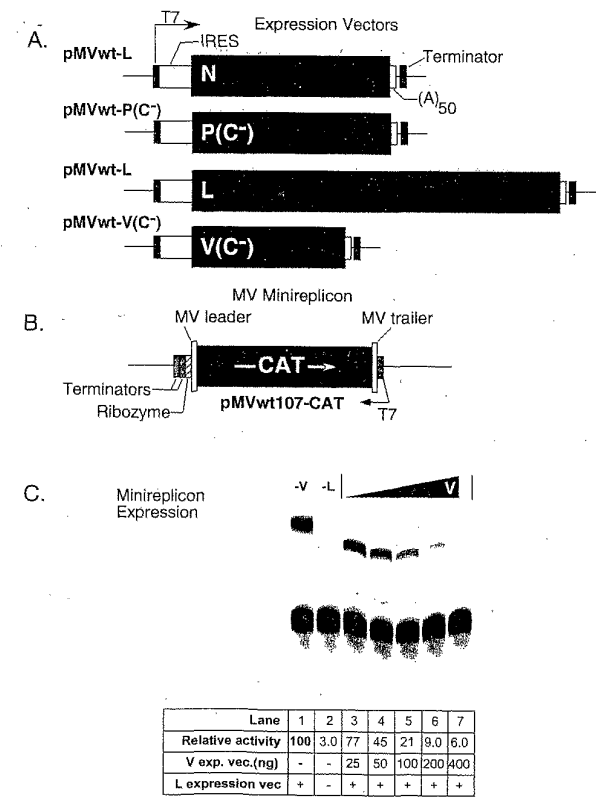 A.
T7
Expression Vectors
pMVwt-L
IRES
N
Terminator
(A)50
pMVwt-P(C-)
P(C-)
pMVwt-L
L
pMVwt-V(C-)
V(C-)
MV Minireplicon
B.
MV leader
MV trailer
CAT
Terminators
Ribozyme
pMVwt107-CAT
T7
C.
Minireplicon
Expression
-V -L V
Lane 1 2 3 4 5 6 7
Relative activity 100 3.0 77 45 21 9.0 6.0
V exp. vec.(ng) - - 25 50 100 200 400
L expression vec + - + + + + +